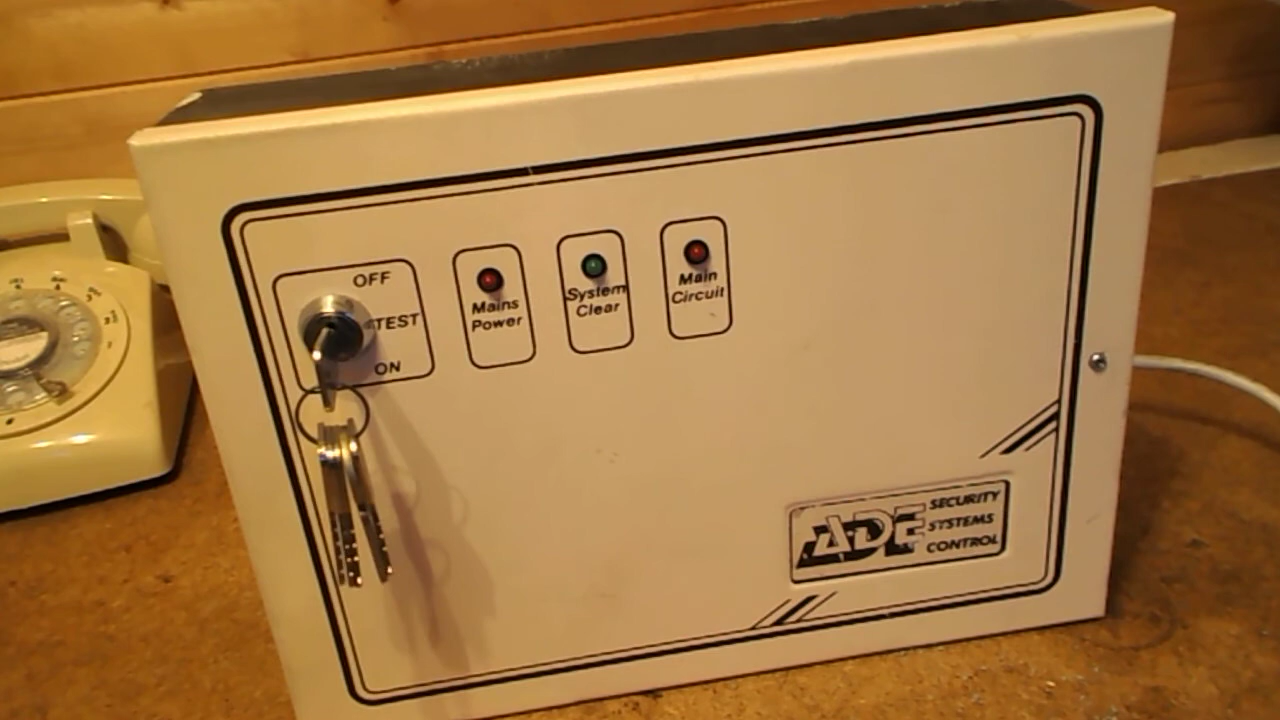 OFF
TEST
ON
Mains
Power
System
Clear
Main
Circuit
ADE
SECURITY
SYSTEMS
CONTROL